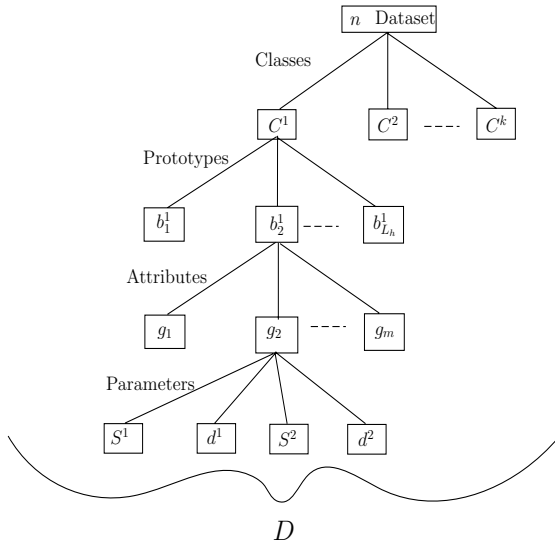 n Dataset
Classes
C^1 C^2 C^k
Prototypes
b_1^1 b_2^1 b_{L_h}^1
Attributes
g_1 g_2 g_m
Parameters
S^1 d^1 S^2 d^2
D